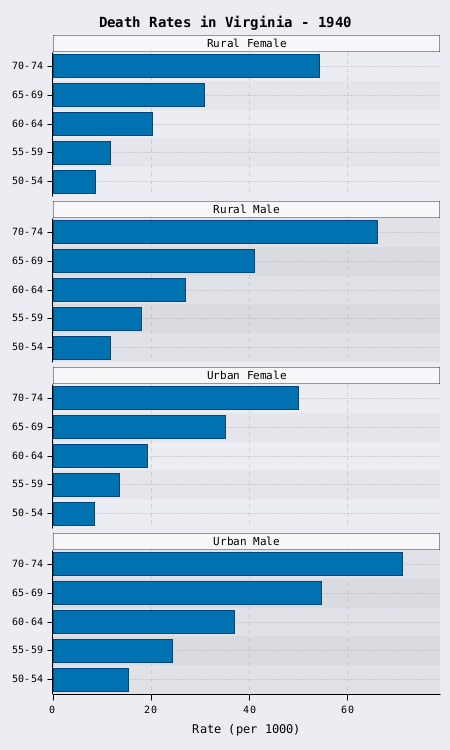 Death Rates in Virginia - 1940
Rural Female
70-74
65-69
60-64
55-59
50-54
Rural Male
70-74
65-69
60-64
55-59
50-54
Urban Female
70-74
65-69
60-64
55-59
50-54
Urban Male
70-74
65-69
60-64
55-59
50-54
0 20 40 60
Rate (per 1000)